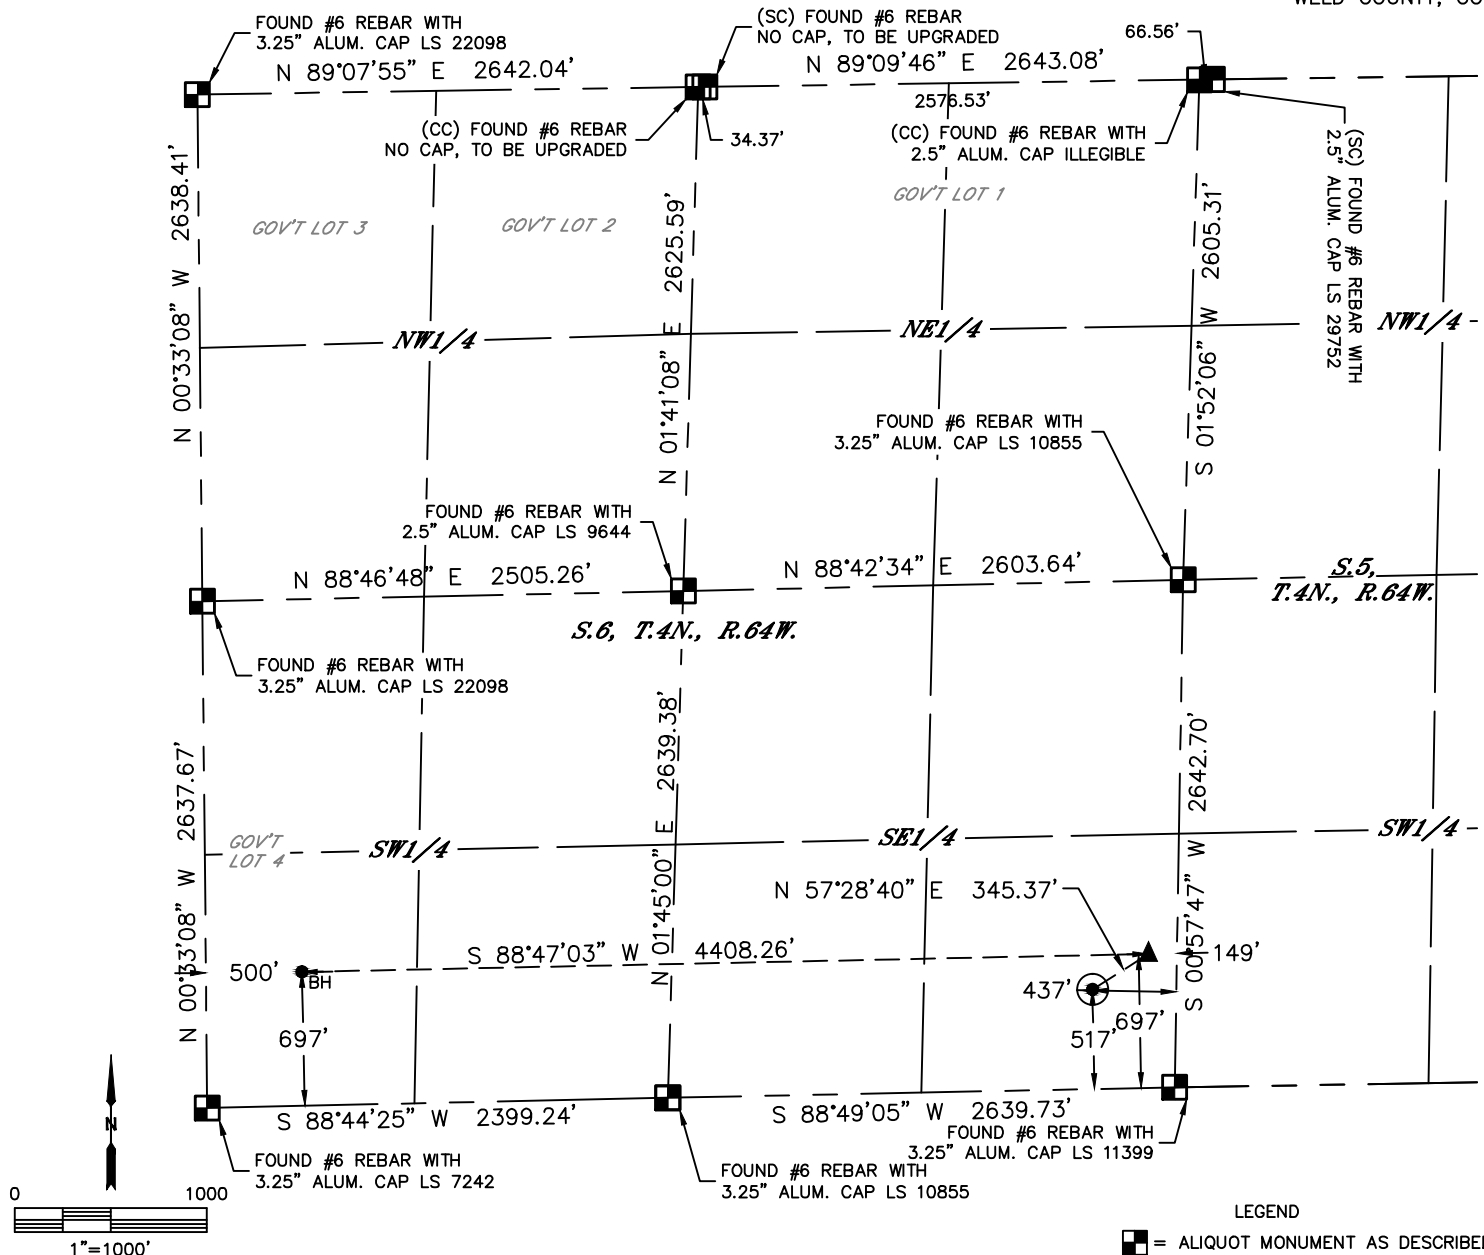 WELD COUNTY, CO
FOUND #6 REBAR WITH
3.25" ALUM. CAP LS 22098
(SC) FOUND #6 REBAR
NO CAP, TO BE UPGRADED
66.56'
N 89°07'55" E 2642.04'
N 89°09'46" E 2643.08'
2576.53'
(CC) FOUND #6 REBAR
NO CAP, TO BE UPGRADED
34.37'
(CC) FOUND #6 REBAR WITH
2.5" ALUM. CAP ILLEGIBLE
(SC) FOUND #6 REBAR WITH
2.5" ALUM. CAP LS 29752
N 00°33'08" W 2638.41'
GOV'T LOT 3
GOV'T LOT 2
GOV'T LOT 1
N 01°41'08" E 2625.59'
S 01°52'06" W 2605.31'
NW1/4
NE1/4
NW1/4
FOUND #6 REBAR WITH
3.25" ALUM. CAP LS 10855
FOUND #6 REBAR WITH
2.5" ALUM. CAP LS 9644
N 88°46'48" E 2505.26'
N 88°42'34" E 2603.64'
S.5,
T.4N., R.64W.
S.6, T.4N., R.64W.
FOUND #6 REBAR WITH
3.25" ALUM. CAP LS 22098
N 00°33'08" W 2637.67'
N 01°45'00" E 2639.38'
S 00°57'47" W 2642.70'
GOV'T
LOT 4
SW1/4
SE1/4
SW1/4
N 57°28'40" E 345.37'
S 88°47'03" W 4408.26'
149'
500'
BH
437'
697'
517'
697'
S 88°44'25" W 2399.24'
S 88°49'05" W 2639.73'
FOUND #6 REBAR WITH
3.25" ALUM. CAP LS 11399
N
FOUND #6 REBAR WITH
3.25" ALUM. CAP LS 7242
FOUND #6 REBAR WITH
3.25" ALUM. CAP LS 10855
0 1000
1"=1000'
LEGEND
= ALIQUOT MONUMENT AS DESCRIBED